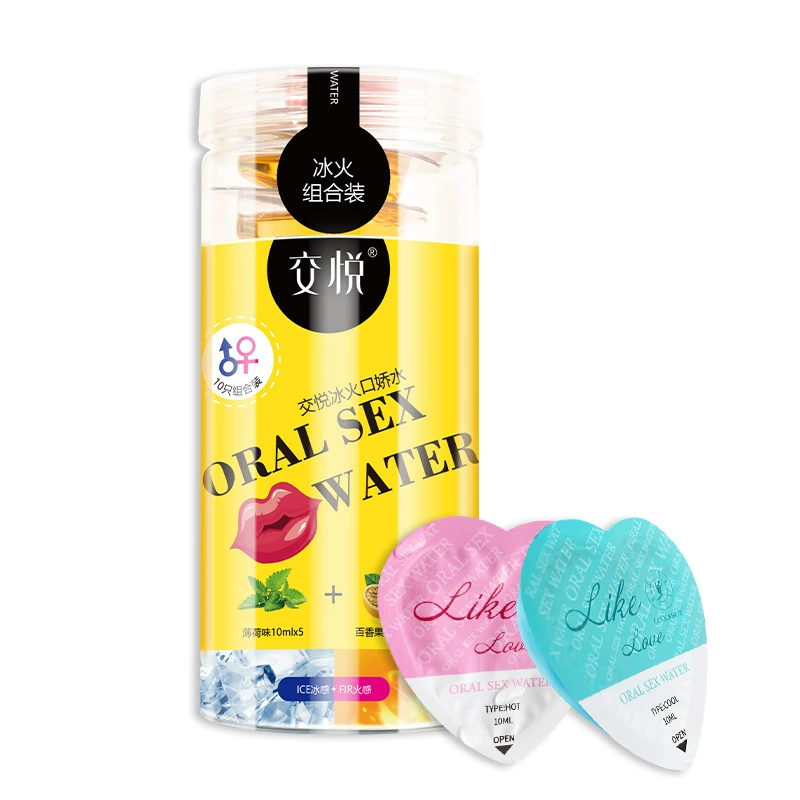 WATER
冰火
组合装
交悦®
10只组合装
交悦冰火口娇水
ORAL SEX
WATER
+
薄荷味10mlx5
百香果
ICE冰感 + FIR火感
Like
Love
ORAL SEX WATER
TYPE:HOT
10ML
OPEN
Like
COOL&HOT
Love
ORAL SEX WATER
TYPE:COOL
10ML
OPEN